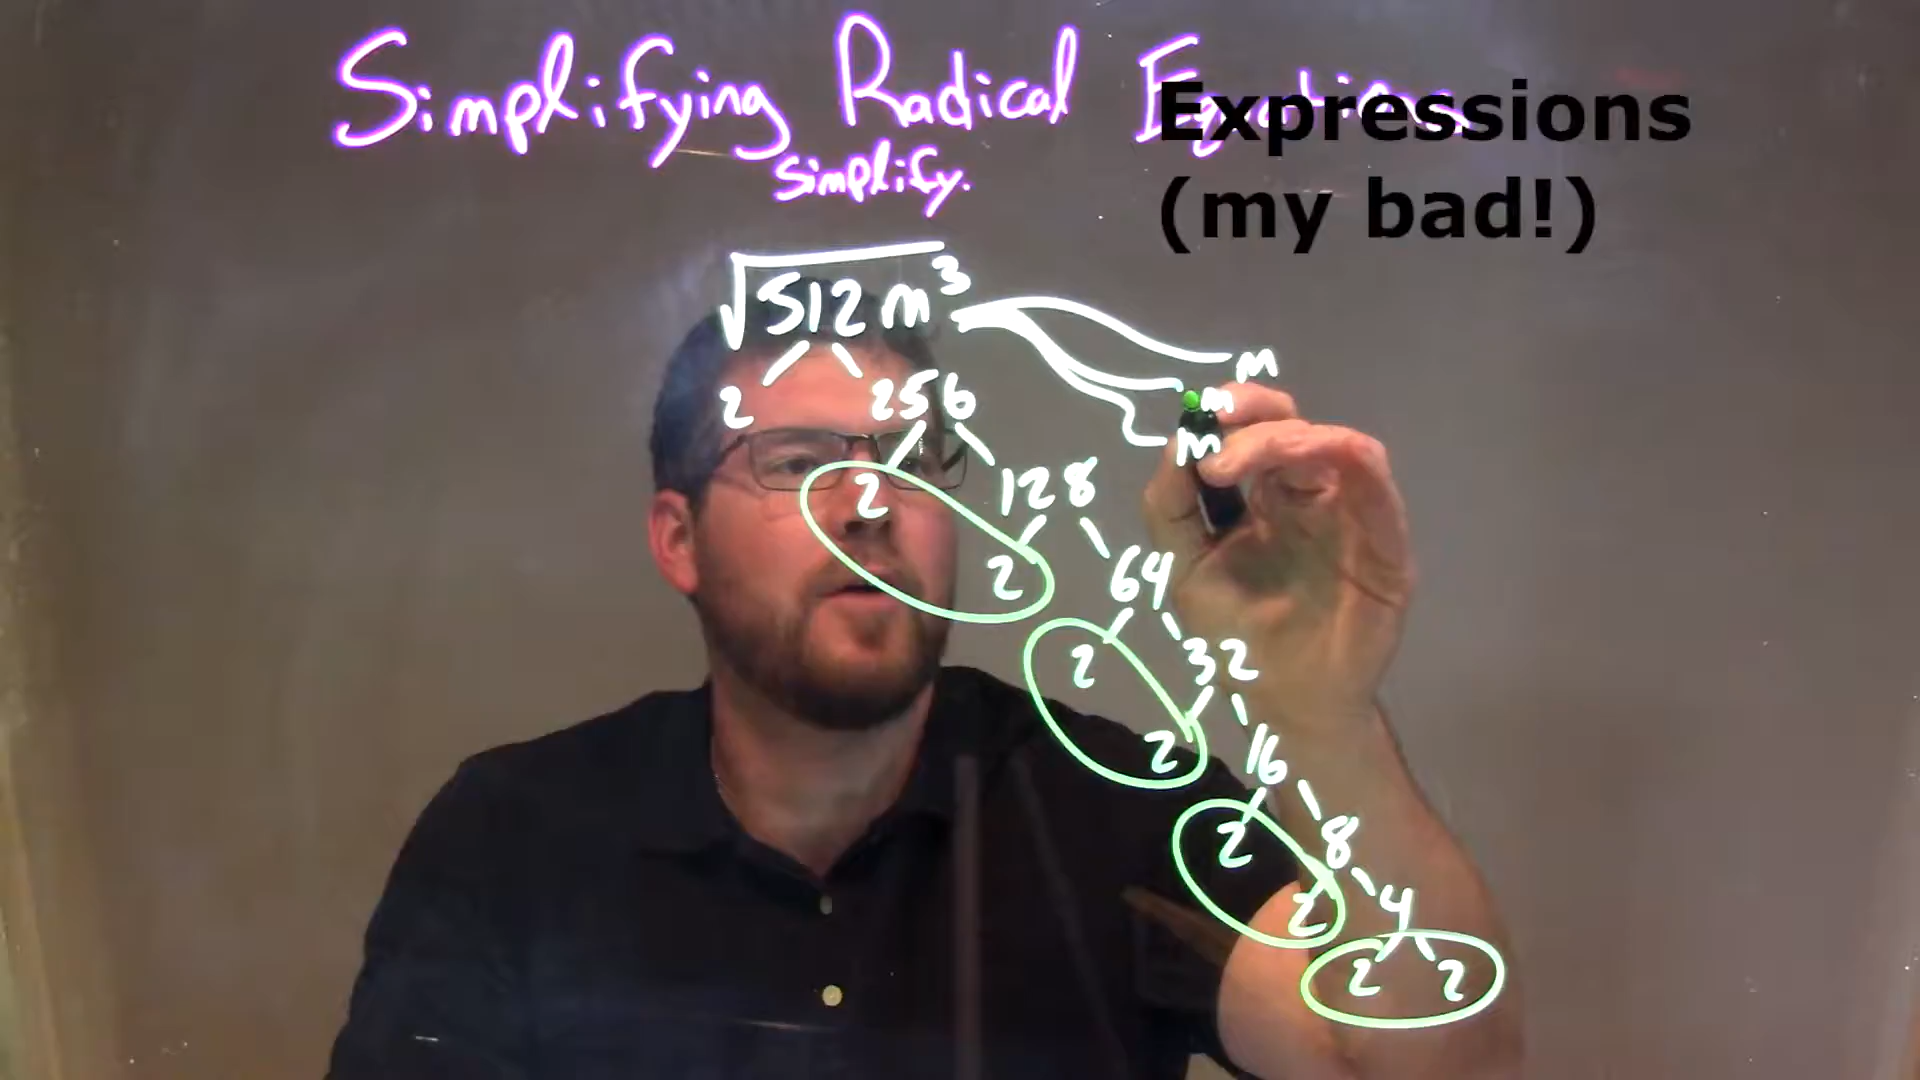 Simplifying Radical Equations
Expressions
(my bad!)
simplify.
√512m³
m
2 256 m
m
2 128
2 64
2 32
2 16
2 8
2 4
2 2